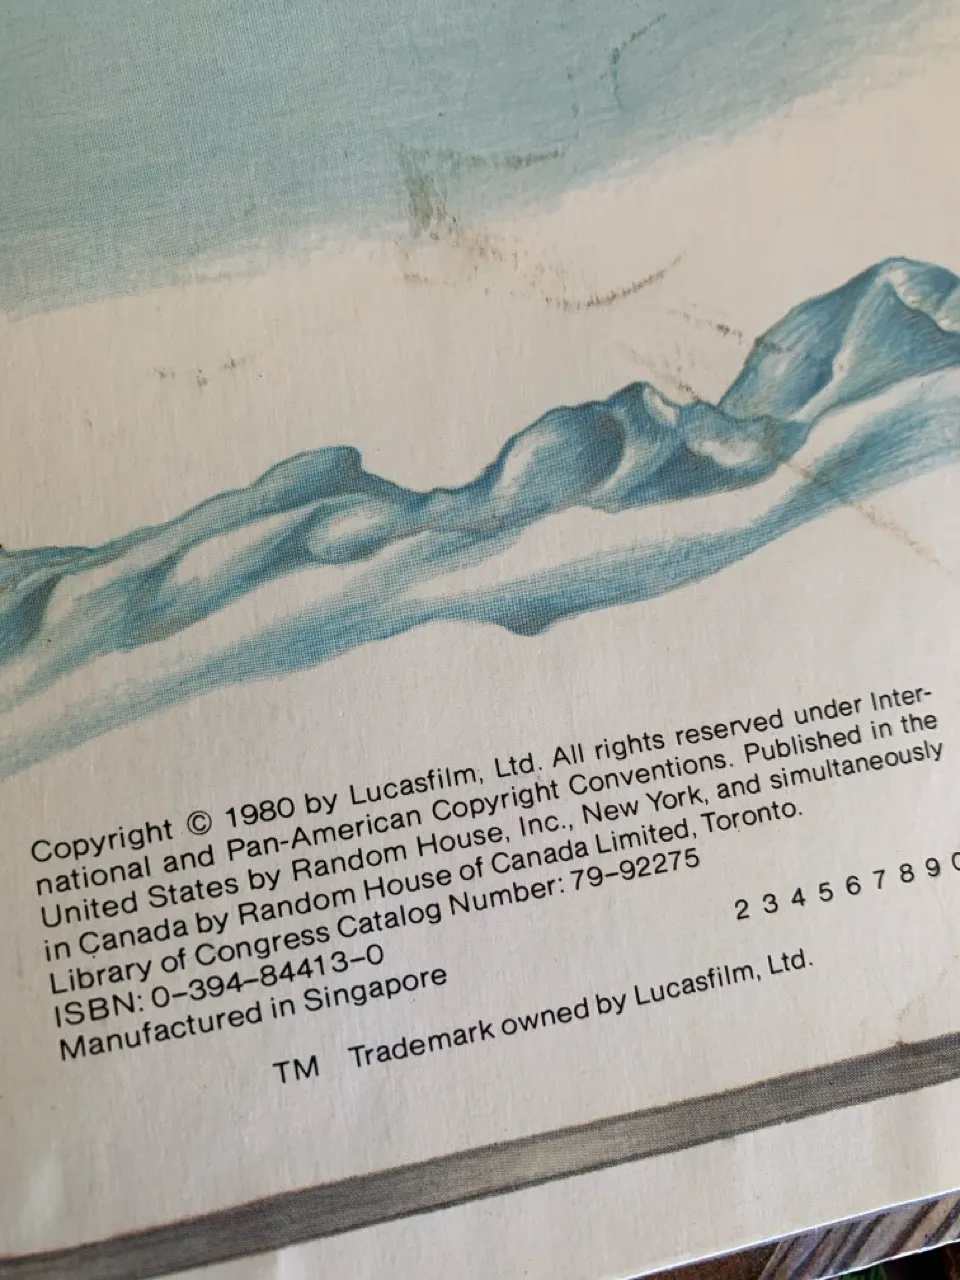 Copyright © 1980 by Lucasfilm, Ltd. All rights reserved under Inter-
national and Pan-American Copyright Conventions. Published in the
United States by Random House, Inc., New York, and simultaneously
in Canada by Random House of Canada Limited, Toronto.
Library of Congress Catalog Number: 79-92275
ISBN: 0-394-84413-0
Manufactured in Singapore
2 3 4 5 6 7 8 9 0
TM Trademark owned by Lucasfilm, Ltd.